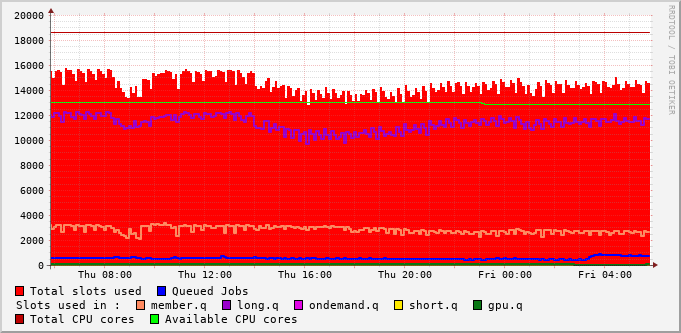 20000
18000
16000
14000
12000
10000
8000
6000
4000
2000
0
Thu 08:00 Thu 12:00 Thu 16:00 Thu 20:00 Fri 00:00 Fri 04:00
Total slots used Queued Jobs
Slots used in : member.q long.q ondemand.q short.q gpu.q
Total CPU cores Available CPU cores
RRDTOOL / TOBI OETIKER